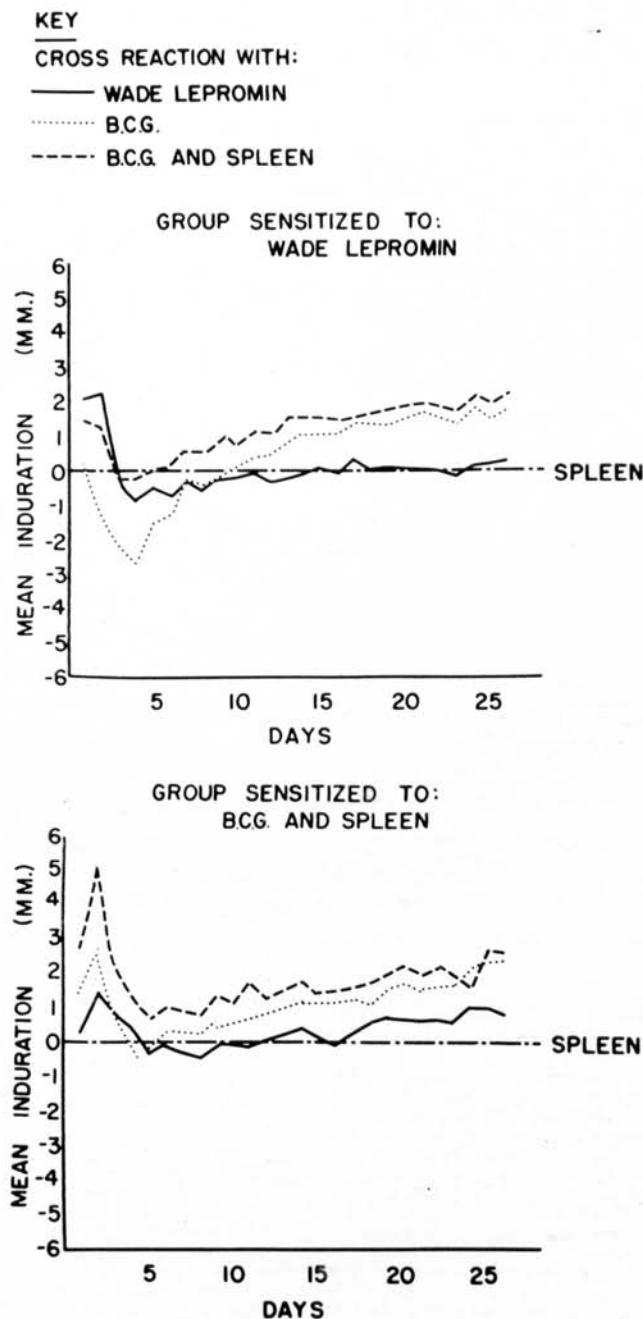 KEY
CROSS REACTION WITH:
WADE LEPROMIN
B.C.G.
B.C.G. AND SPLEEN
GROUP SENSITIZED TO:
WADE LEPROMIN
MEAN INDURATION (MM.)
6
5
4
3
2
1
0
-1
-2
-3
-4
-5
-6
SPLEEN
5
10
15
20
25
DAYS
GROUP SENSITIZED TO:
B.C.G. AND SPLEEN
MEAN INDURATION (MM.)
6
5
4
3
2
1
0
-1
-2
-3
-4
-5
-6
SPLEEN
5
10
15
20
25
DAYS